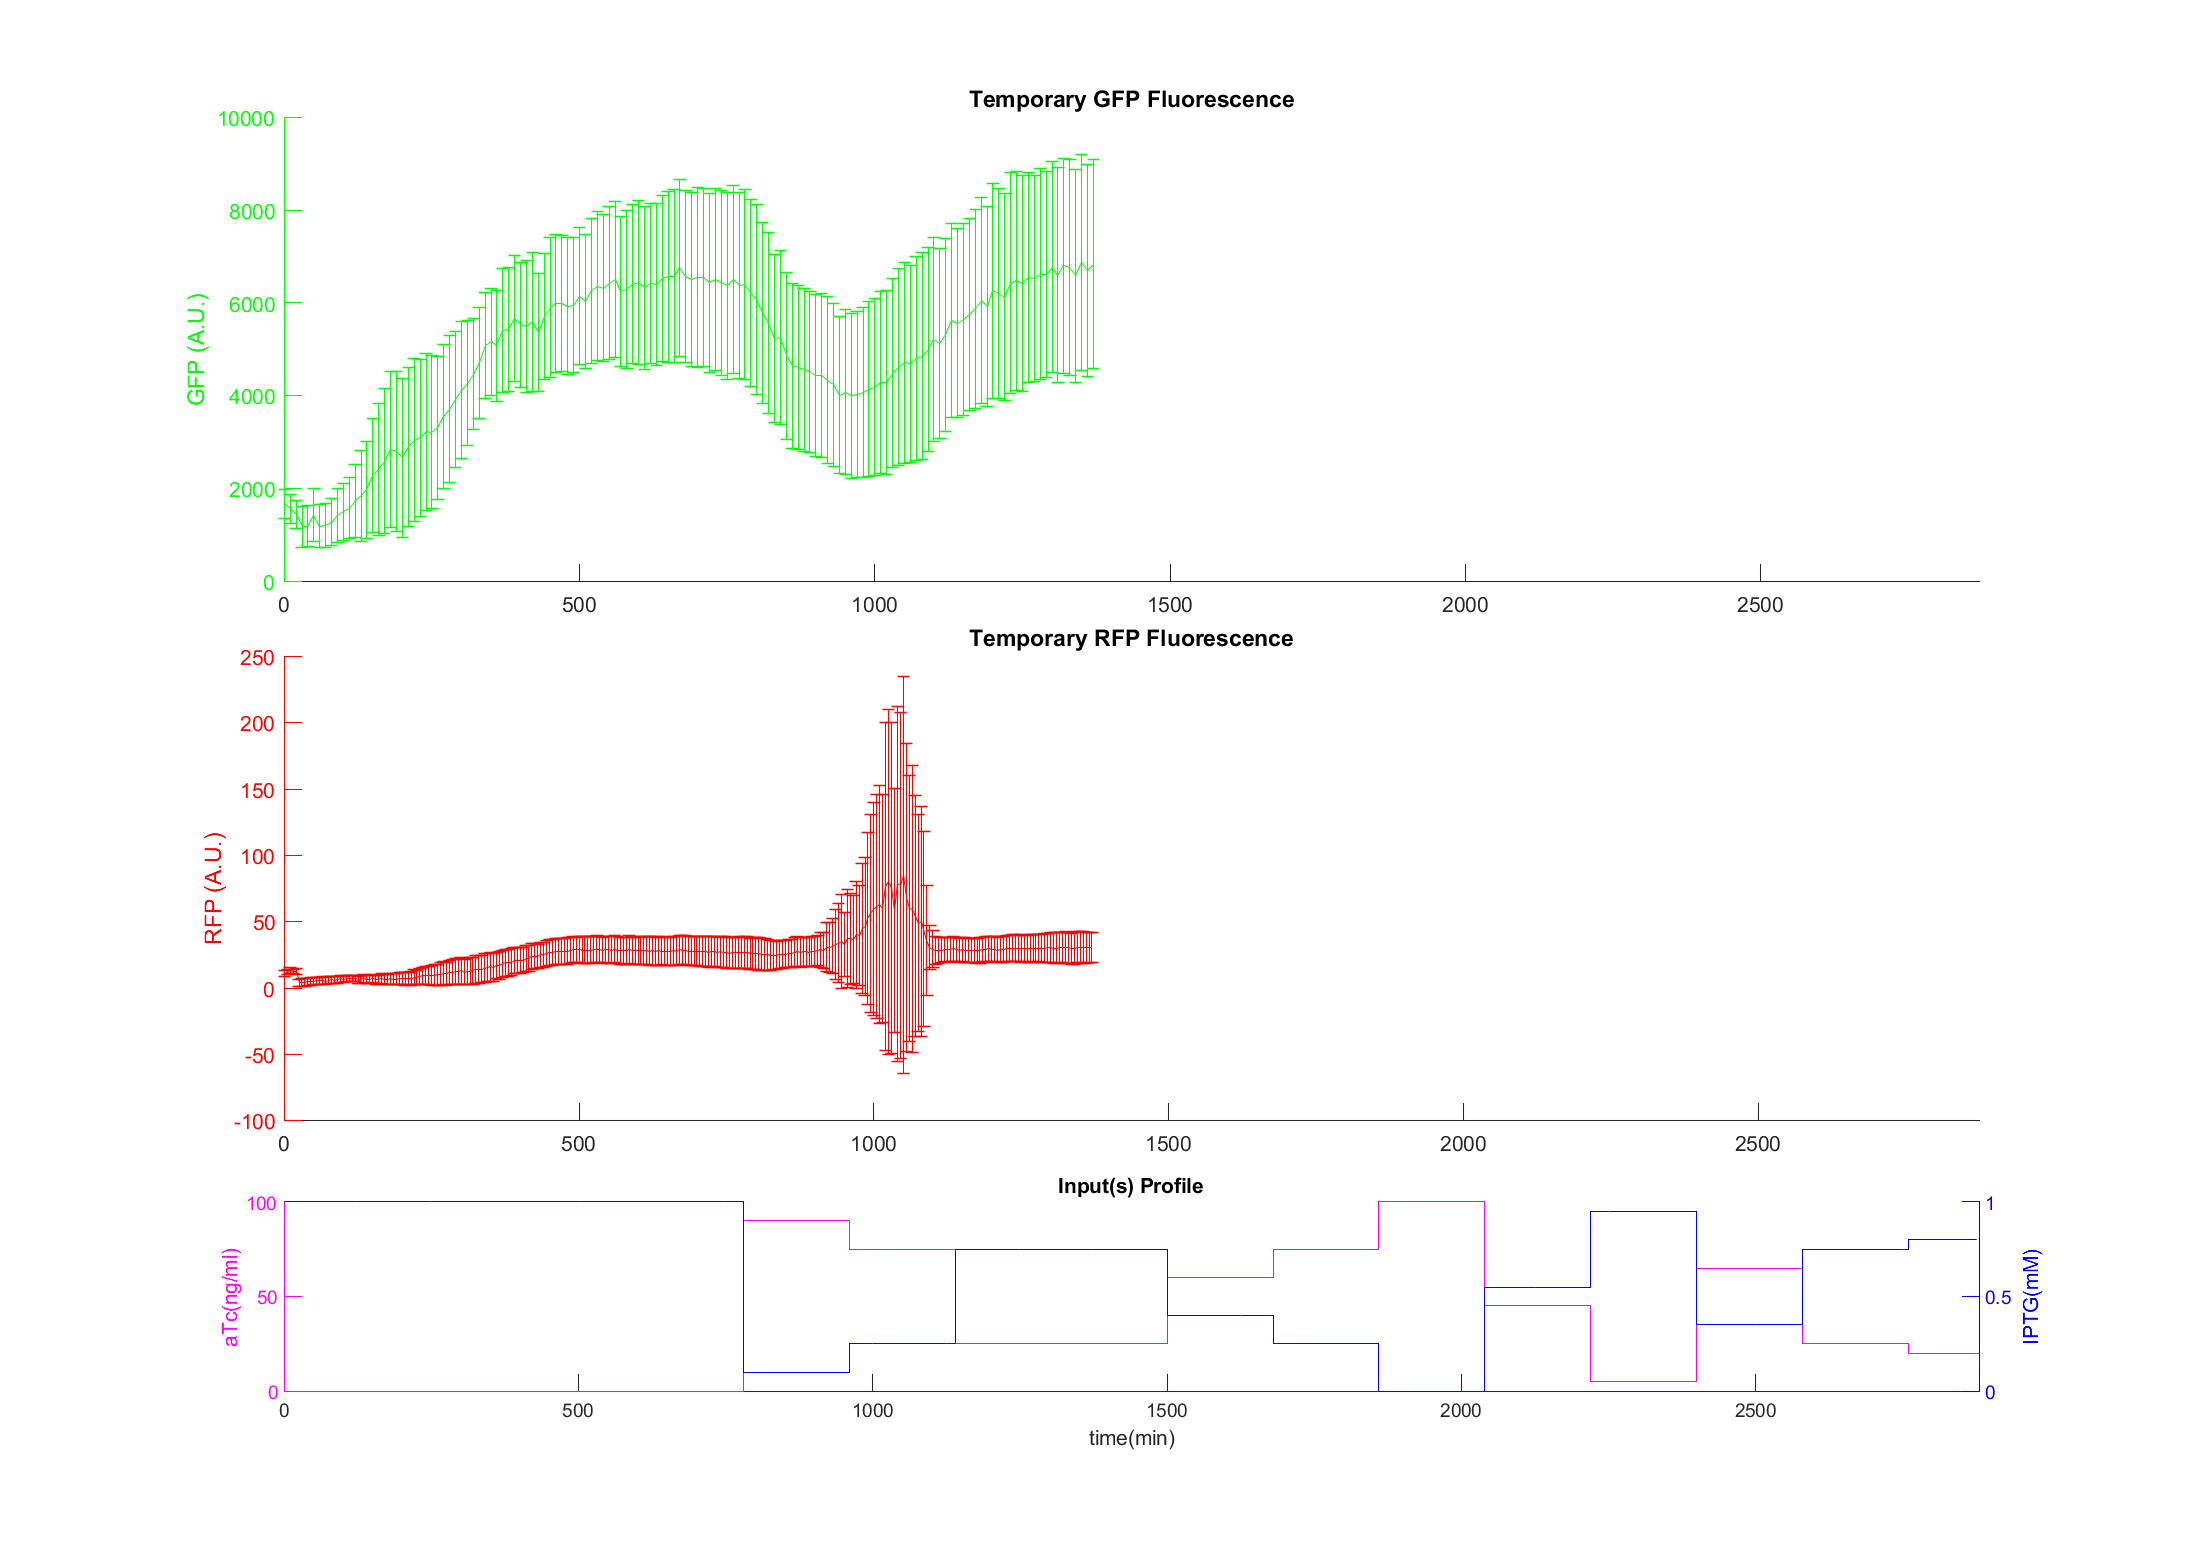 Temporary GFP Fluorescence
10000
8000
6000
4000
2000
0
GFP (A.U.)
0 500 1000 1500 2000 2500
Temporary RFP Fluorescence
250
200
150
100
50
0
-50
-100
RFP (A.U.)
0 500 1000 1500 2000 2500
Input(s) Profile
100
50
0
aTc(ng/ml)
1
0.5
0
IPTG(mM)
0 500 1000 1500 2000 2500
time(min)